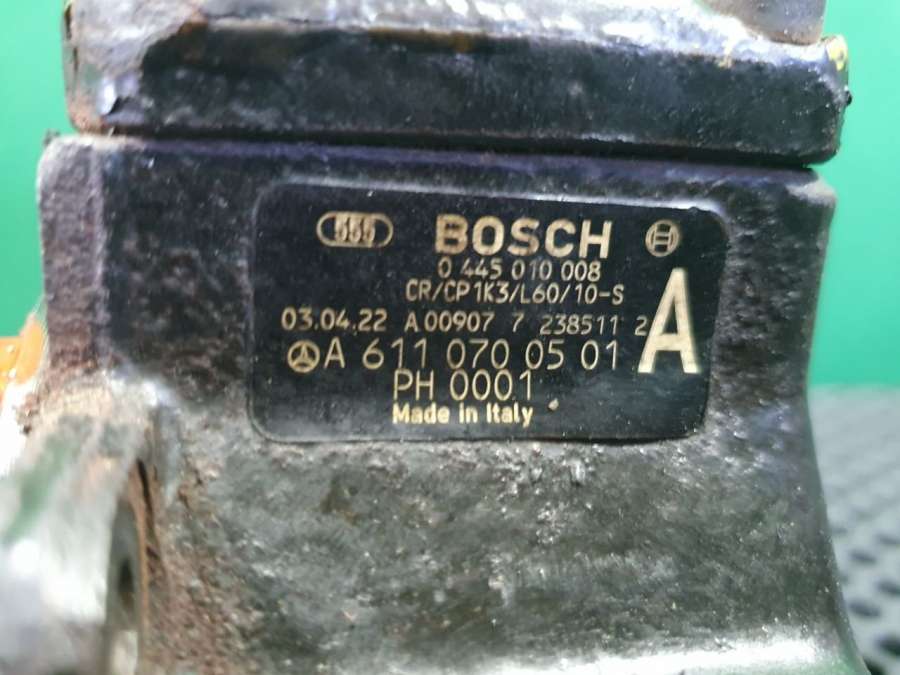 555 BOSCH
0 445 010 008
CR/CP1K3/L60/10-S
03.04.22 A00907 7 238511 2
A 611 070 05 01 A
PH 0001
Made in Italy